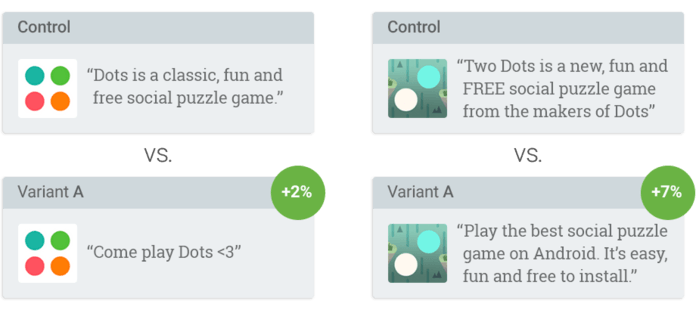 Control
“Dots is a classic, fun and
free social puzzle game.”
VS.
Variant A
+2%
“Come play Dots <3”
Control
“Two Dots is a new, fun and
FREE social puzzle game
from the makers of Dots”
VS.
Variant A
+7%
“Play the best social puzzle
game on Android. It’s easy,
fun and free to install.”